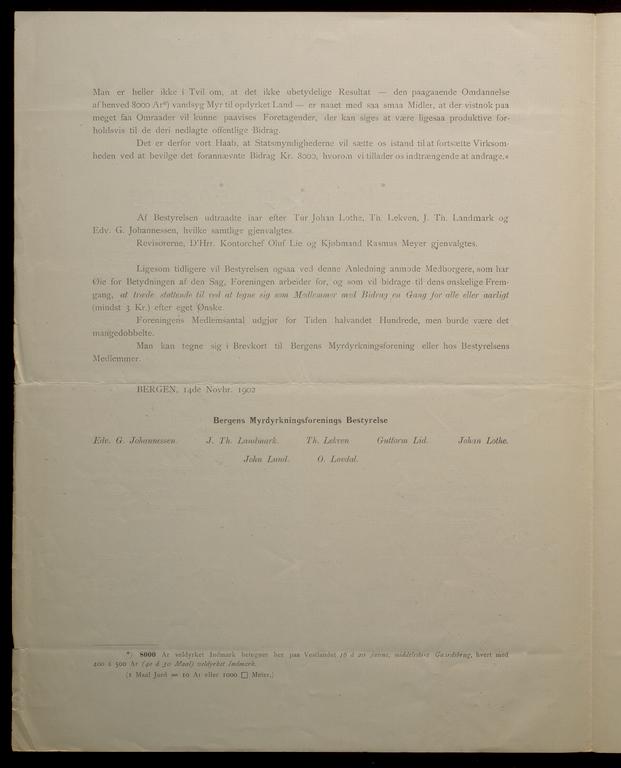 Man er heller ikke i Tvil om, at det ikke ubetydelige Resultat — den paagaaende Omdannelse
af henved 8000 Ar*) vandsyg Myr til opdyrket Land — er naaet med saa smaa Midler, at der vistnok paa
meget faa Omraader vil kunne paavises Foretagender, der kan siges at være ligesaa produktive for-
holdsvis til de deri nedlagte offentlige Bidrag.
Det er derfor vort Haab, at Statsmyndighederne vil sætte os istand til at fortsætte Virksom-
heden ved at bevilge det forannævnte Bidrag Kr. 8000, hvorom vi tillader os indtrængende at andrage.«
Af Bestyrelsen udtraadte iaar efter Tur Johan Lothe, Th. Lekven, J. Th. Landmark og
Edv. G. Johannessen, hvilke samtlige gjenvalgtes.
Revisorerne, D'Hrr. Kontorchef Oluf Lie og Kjøbmand Rasmus Meyer gjenvalgtes.
Ligesom tidligere vil Bestyrelsen ogsaa ved denne Anledning anmode Medborgere, som har
Øie for Betydningen af den Sag, Foreningen arbeider for, og som vil bidrage til dens ønskelige Frem-
gang, at træde støttende til ved at tegne sig som Medlemmer med Bidrag en Gang for alle eller aarligt
(mindst 3 Kr.) efter eget Ønske.
Foreningens Medlemsantal udgjør for Tiden halvandet Hundrede, men burde være det
mangedobbelte.
Man kan tegne sig i Brevkort til Bergens Myrdyrkningsforening eller hos Bestyrelsens
Medlemmer.
BERGEN, 14de Novbr. 1902
Bergens Myrdyrkningsforenings Bestyrelse
Edv. G. Johannessen. J. Th. Landmark. Th. Lekven Guttorm Lid. Johan Lothe.
John Lund. O. Lovdal.
*) 8000 Ar veldyrket Indmark betegner her paa Vestlandet 16 à 20 jævne, middelstore Gaardsbrug, hvert med
400 à 500 Ar (40 à 50 Maal) veldyrket Indmark.
(1 Maal Jord = 10 Ar eller 1000 □ Meter.)